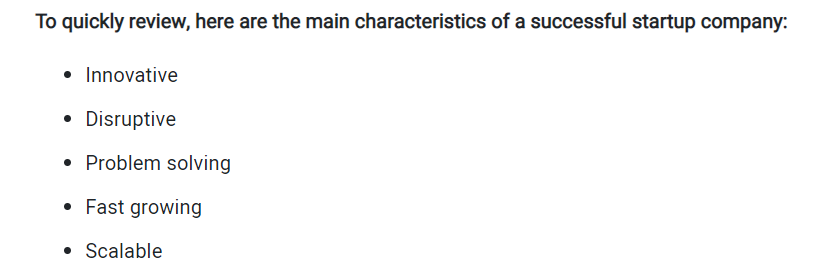 To quickly review, here are the main characteristics of a successful startup company:
• Innovative
• Disruptive
• Problem solving
• Fast growing
• Scalable